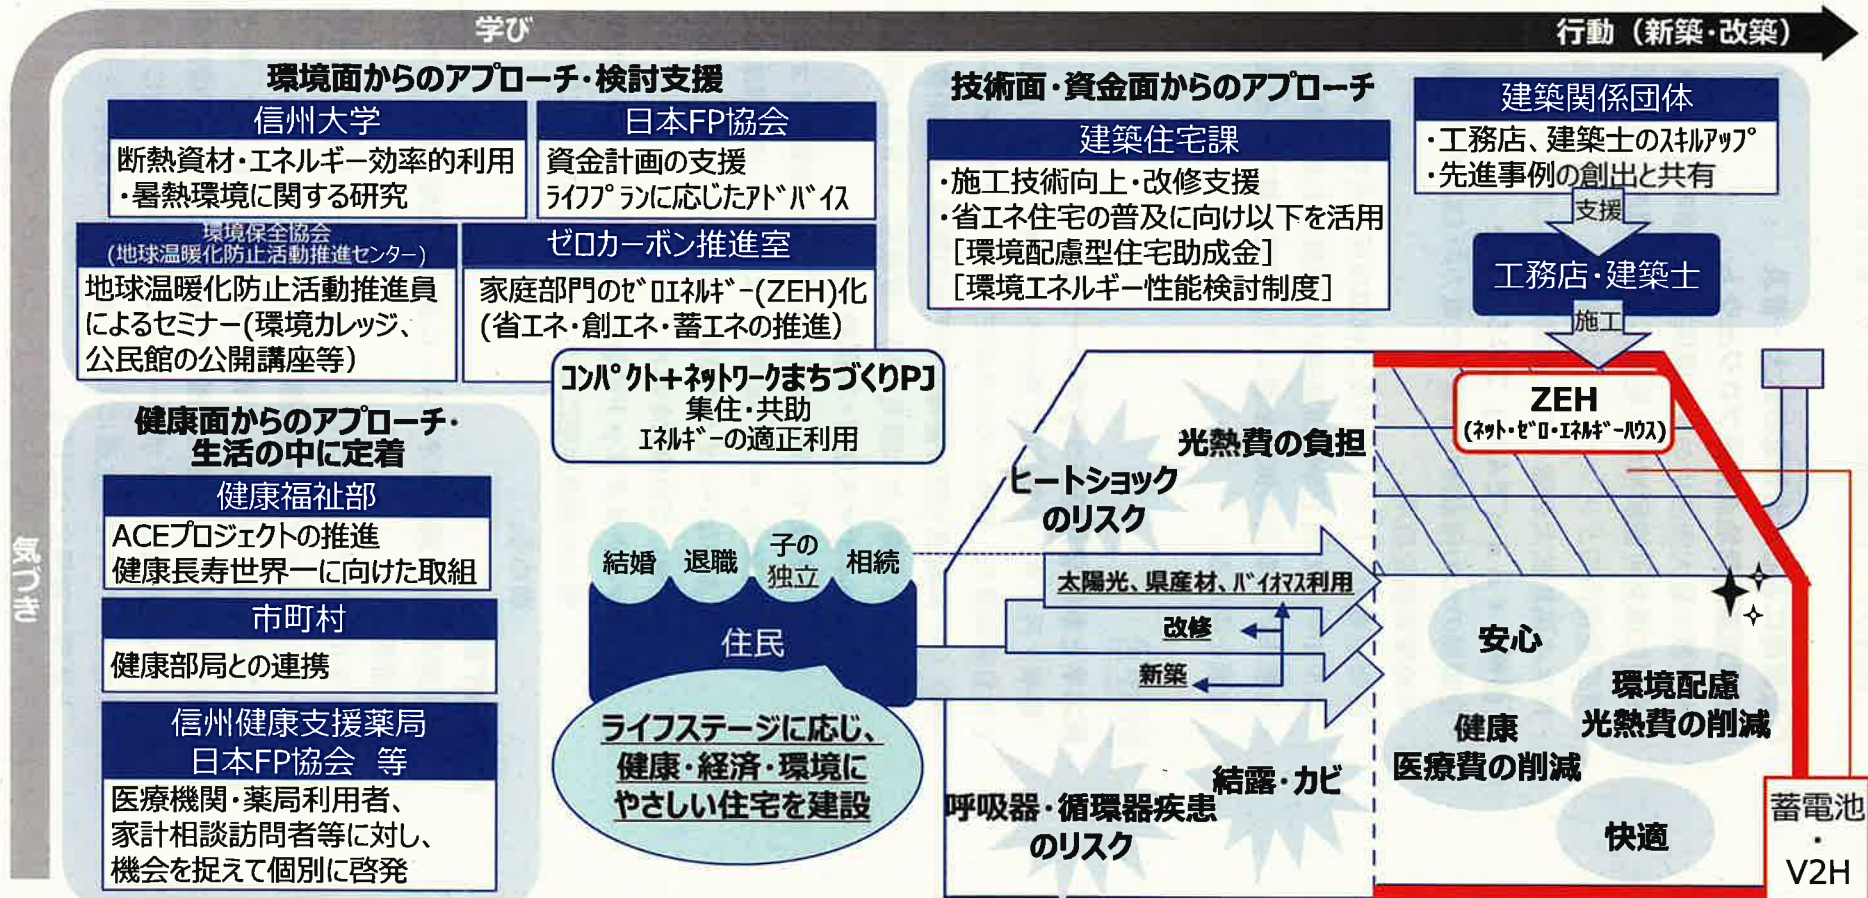 学び
行動（新築・改築）
気づき
環境面からのアプローチ・検討支援
信州大学
断熱資材・エネルギー効率的利用
・暑熱環境に関する研究
日本FP協会
資金計画の支援
ﾗｲﾌﾌﾟﾗﾝに応じたｱﾄﾞﾊﾞｲｽ
環境保全協会
(地球温暖化防止活動推進センター)
地球温暖化防止活動推進員
によるセミナー(環境カレッジ、
公民館の公開講座等）
ゼロカーボン推進室
家庭部門のｾﾞﾛｴﾈﾙｷﾞｰ(ZEH)化
(省エネ・創エネ・蓄エネの推進）
ｺﾝﾊﾟｸﾄ+ﾈｯﾄﾜｰｸまちづくりPJ
集住・共助
ｴﾈﾙｷﾞｰの適正利用
技術面・資金面からのアプローチ
建築住宅課
・施工技術向上・改修支援
・省エネ住宅の普及に向け以下を活用
［環境配慮型住宅助成金］
［環境エネルギー性能検討制度］
建築関係団体
・工務店、建築士のｽｷﾙｱｯﾌﾟ
・先進事例の創出と共有
支援
工務店・建築士
施工
健康面からのアプローチ・
生活の中に定着
健康福祉部
ACEプロジェクトの推進
健康長寿世界一に向けた取組
市町村
健康部局との連携
信州健康支援薬局
日本FP協会 等
医療機関・薬局利用者、
家計相談訪問者等に対し、
機会を捉えて個別に啓発
結婚
退職
子の
独立
相続
住民
ライフステージに応じ、
健康・経済・環境に
やさしい住宅を建設
光熱費の負担
ヒートショック
のリスク
太陽光、県産材、ﾊﾞｲｵﾏｽ利用
改修
新築
結露・カビ
呼吸器・循環器疾患
のリスク
ZEH
(ﾈｯﾄ・ｾﾞﾛ・ｴﾈﾙｷﾞｰﾊｳｽ)
安心
環境配慮
光熱費の削減
健康
医療費の削減
快適
蓄電池
・
V2H